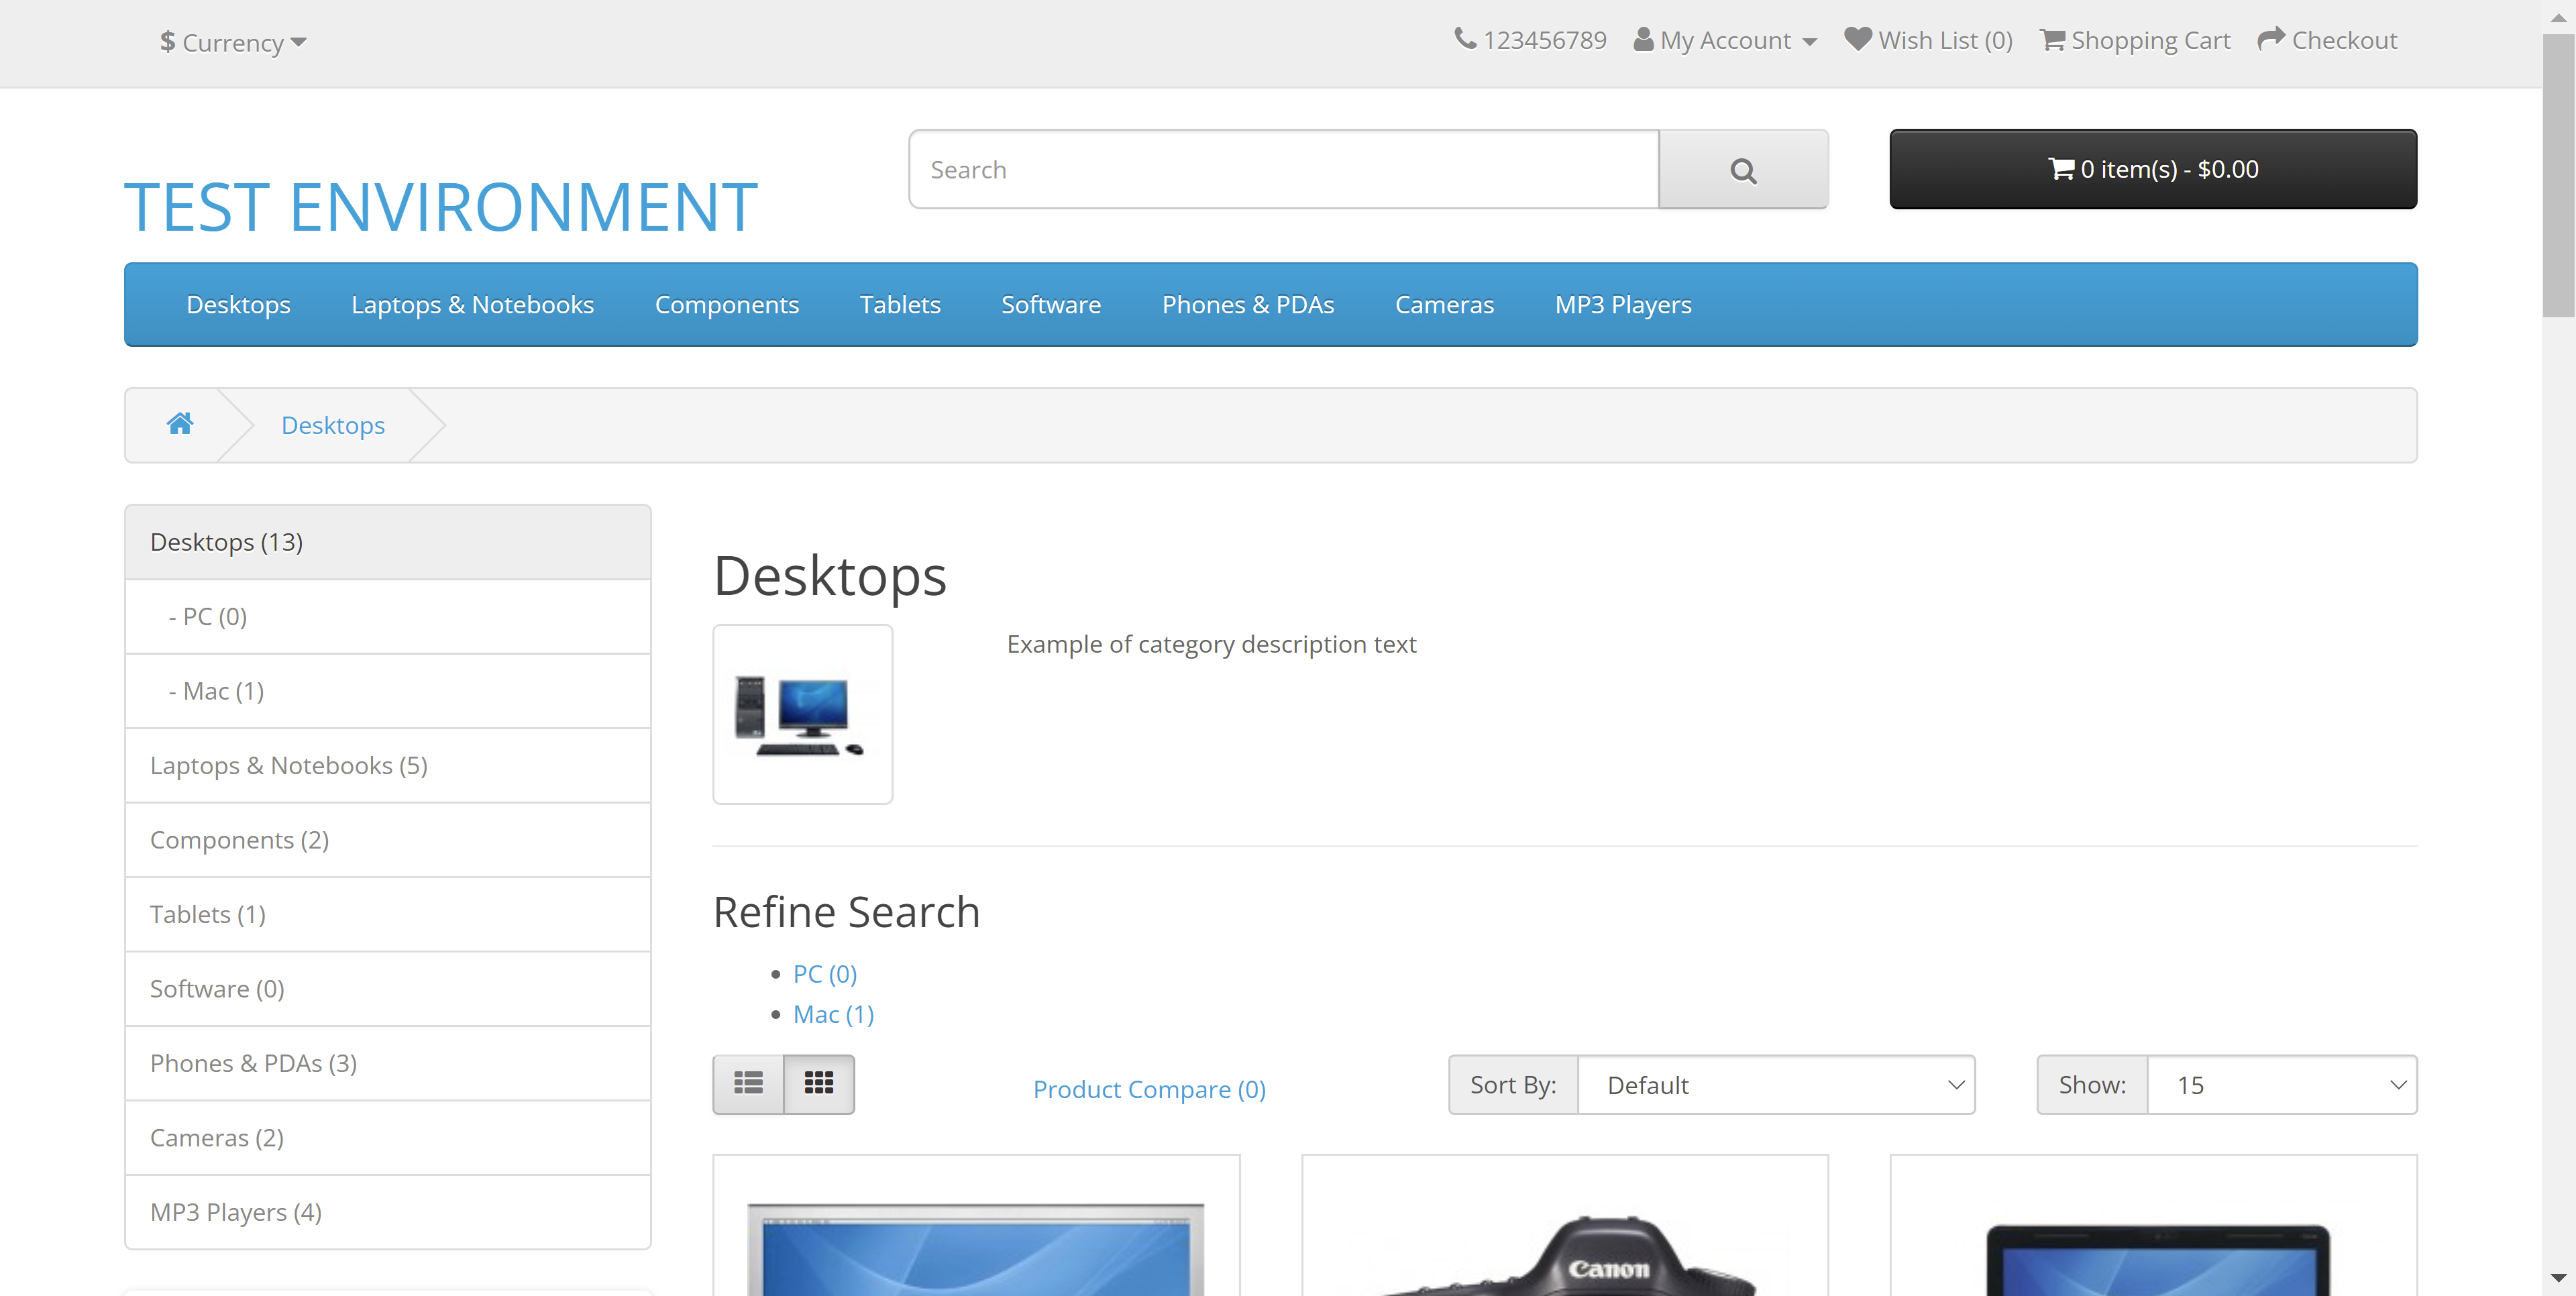 $ Currency
123456789 My Account Wish List (0) Shopping Cart Checkout
TEST ENVIRONMENT
Search
0 item(s) - $0.00
Desktops Laptops & Notebooks Components Tablets Software Phones & PDAs Cameras MP3 Players
Desktops
Desktops (13)
- PC (0)
- Mac (1)
Laptops & Notebooks (5)
Components (2)
Tablets (1)
Software (0)
Phones & PDAs (3)
Cameras (2)
MP3 Players (4)
Desktops
Example of category description text
Refine Search
PC (0)
Mac (1)
Product Compare (0)
Sort By: Default
Show: 15
Canon